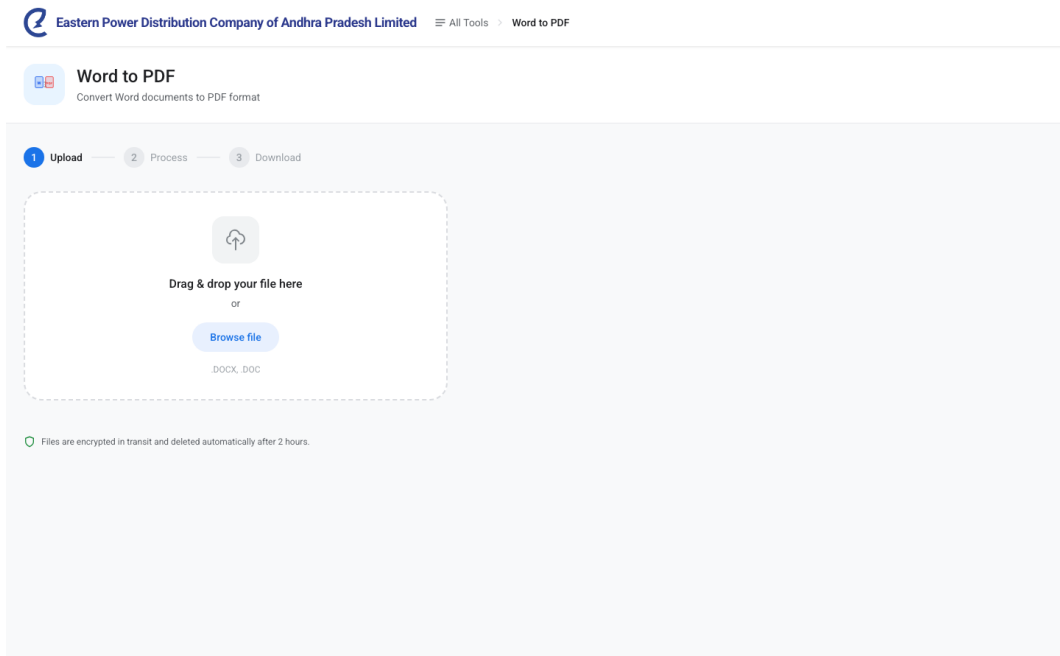 Eastern Power Distribution Company of Andhra Pradesh Limited All Tools Word to PDF
Word to PDF
Convert Word documents to PDF format
1 Upload 2 Process 3 Download
Drag & drop your file here
or
Browse file
.DOCX, .DOC
Files are encrypted in transit and deleted automatically after 2 hours.